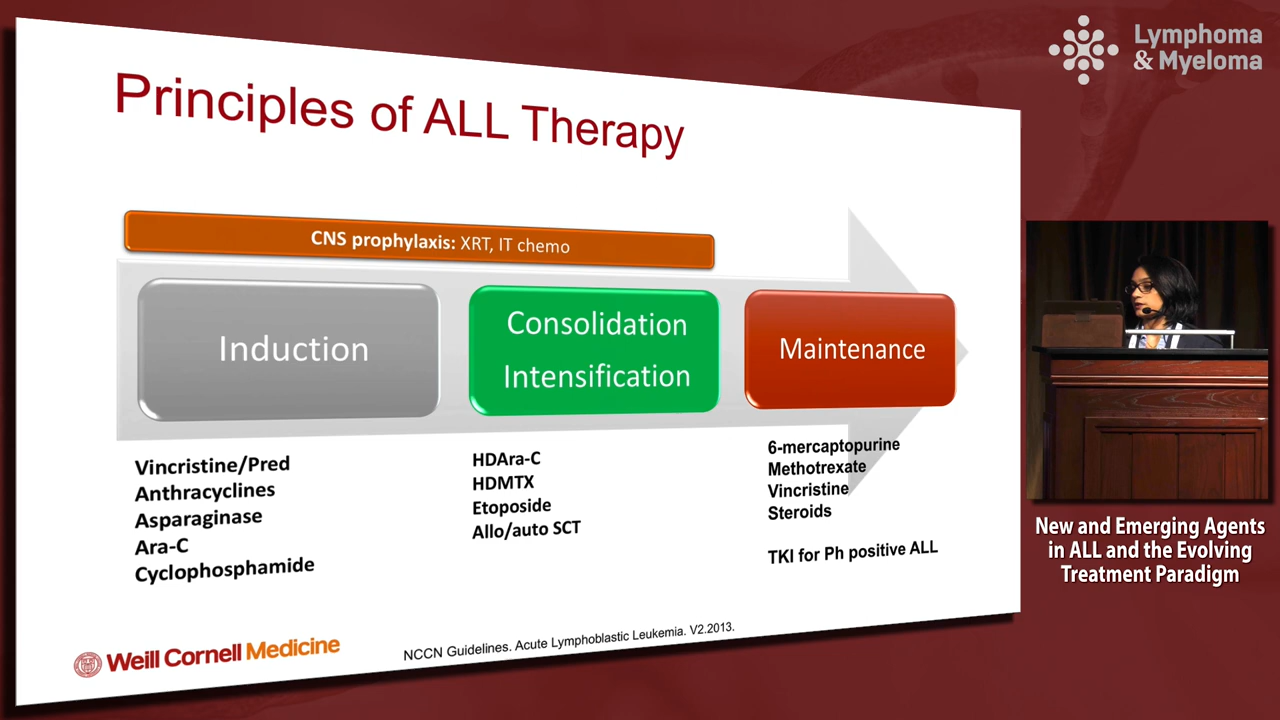 Lymphoma
& Myeloma
Principles of ALL Therapy
CNS prophylaxis: XRT, IT chemo
Induction
Consolidation
Intensification
Maintenance
Vincristine/Pred
Anthracyclines
Asparaginase
Ara-C
Cyclophosphamide
HDAra-C
HDMTX
Etoposide
Allo/auto SCT
6-mercaptopurine
Methotrexate
Vincristine
Steroids
TKI for Ph positive ALL
Weill Cornell Medicine
NCCN Guidelines. Acute Lymphoblastic Leukemia. V2.2013.
New and Emerging Agents
in ALL and the Evolving
Treatment Paradigm